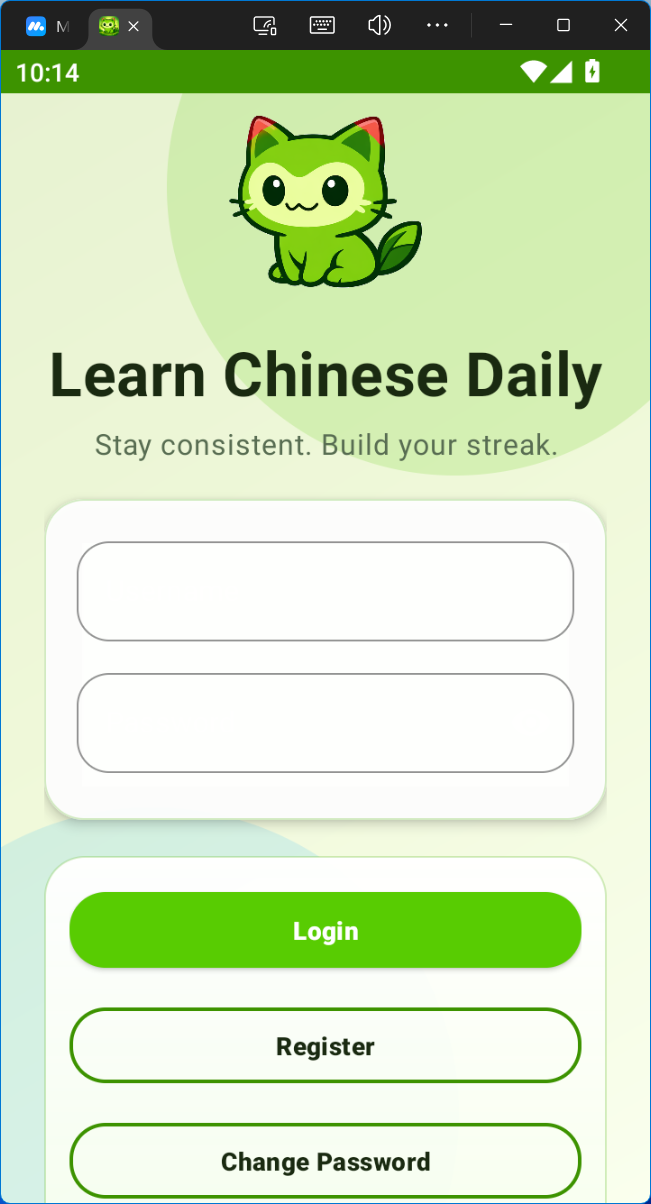 M
10:14
Learn Chinese Daily
Stay consistent. Build your streak.
Login
Register
Change Password